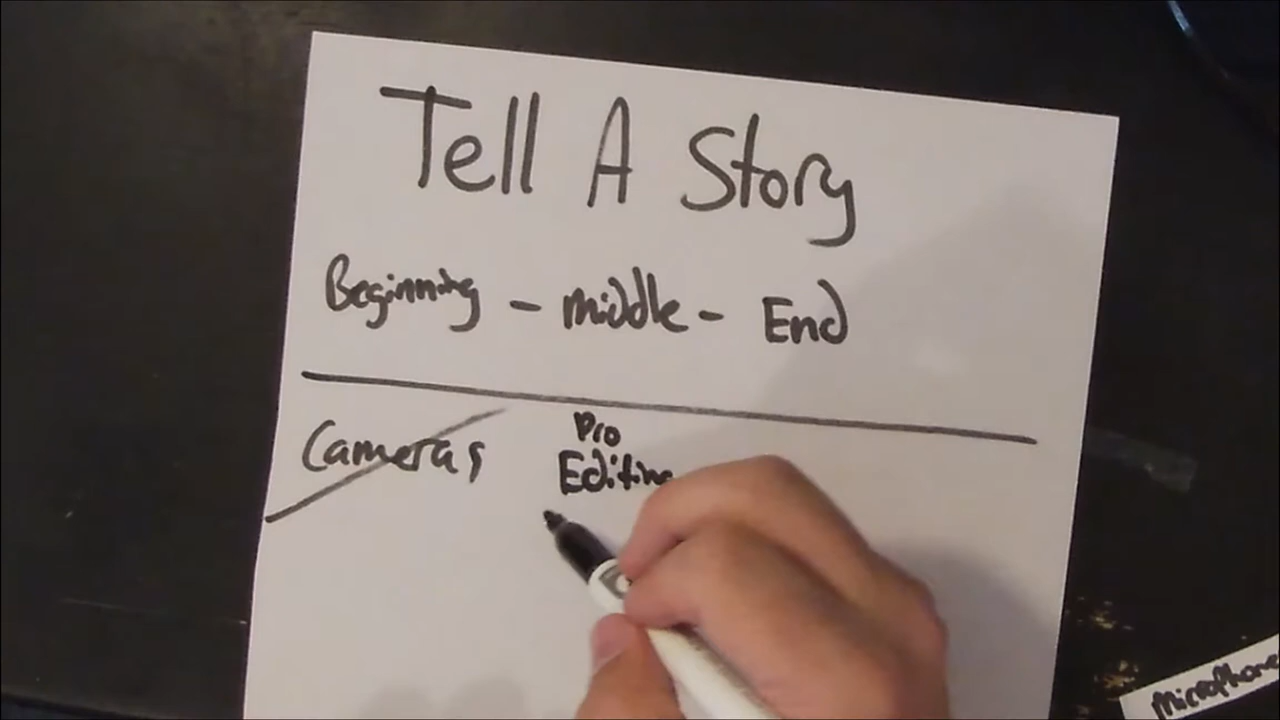 Tell A Story
Beginning - middle - End
Cameras
Pro
Editing
Microphone